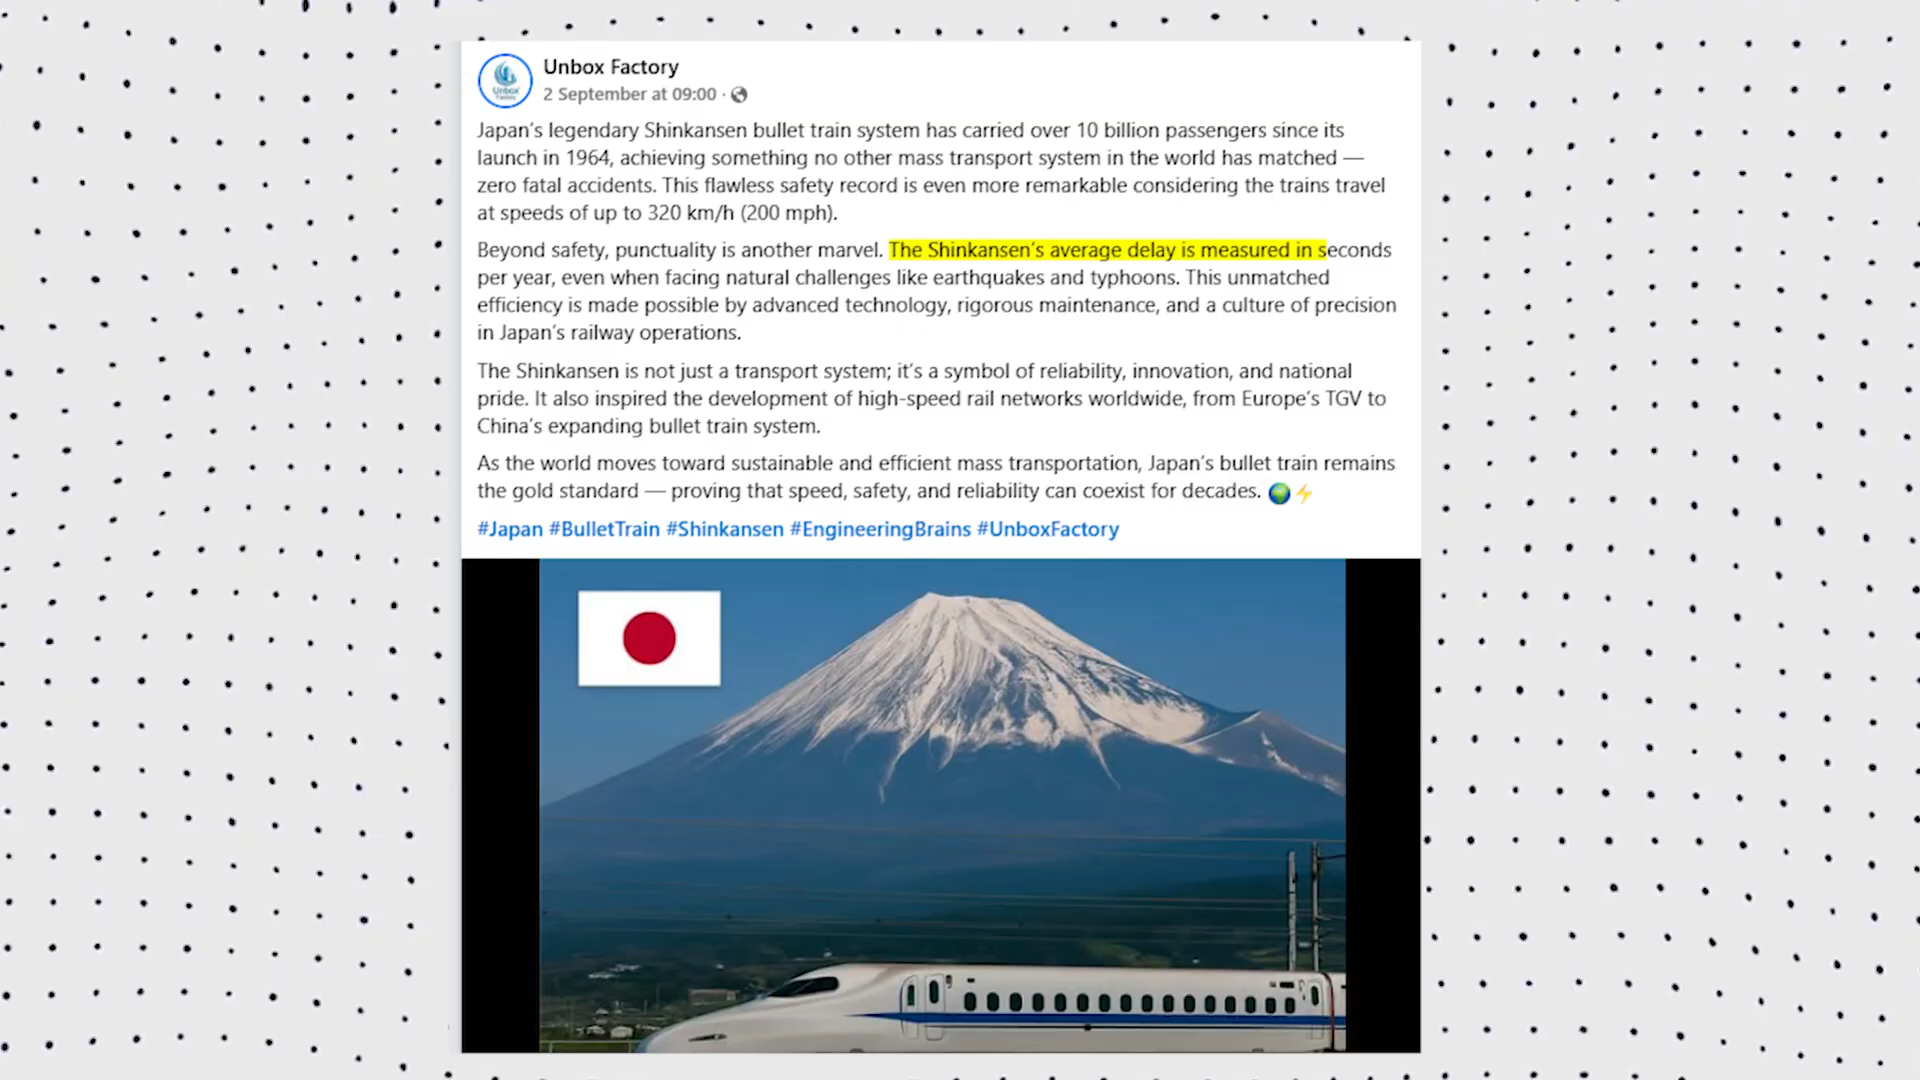 Unbox Factory
2 September at 09:00 ·
Unbox
Factory
Japan's legendary Shinkansen bullet train system has carried over 10 billion passengers since its
launch in 1964, achieving something no other mass transport system in the world has matched —
zero fatal accidents. This flawless safety record is even more remarkable considering the trains travel
at speeds of up to 320 km/h (200 mph).
Beyond safety, punctuality is another marvel. The Shinkansen's average delay is measured in seconds
per year, even when facing natural challenges like earthquakes and typhoons. This unmatched
efficiency is made possible by advanced technology, rigorous maintenance, and a culture of precision
in Japan's railway operations.
The Shinkansen is not just a transport system; it's a symbol of reliability, innovation, and national
pride. It also inspired the development of high-speed rail networks worldwide, from Europe's TGV to
China's expanding bullet train system.
As the world moves toward sustainable and efficient mass transportation, Japan's bullet train remains
the gold standard — proving that speed, safety, and reliability can coexist for decades. 🌍⚡
#Japan #BulletTrain #Shinkansen #EngineeringBrains #UnboxFactory